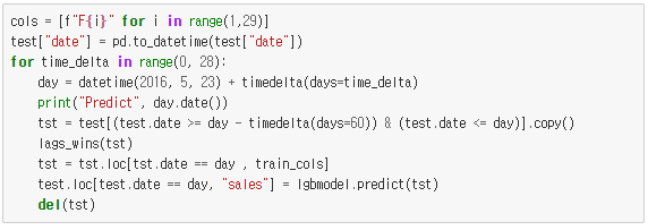 cols = [f"F{i}" for i in range(1,29)]
test["date"] = pd.to_datetime(test["date"])
for time_delta in range(0, 28):
    day = datetime(2016, 5, 23) + timedelta(days=time_delta)
    print("Predict", day.date())
    tst = test[(test.date >= day - timedelta(days=60)) & (test.date <= day)].copy()
    lags_wins(tst)
    tst = tst.loc[tst.date == day , train_cols]
    test.loc[test.date == day, "sales"] = lgbmodel.predict(tst)
    del(tst)